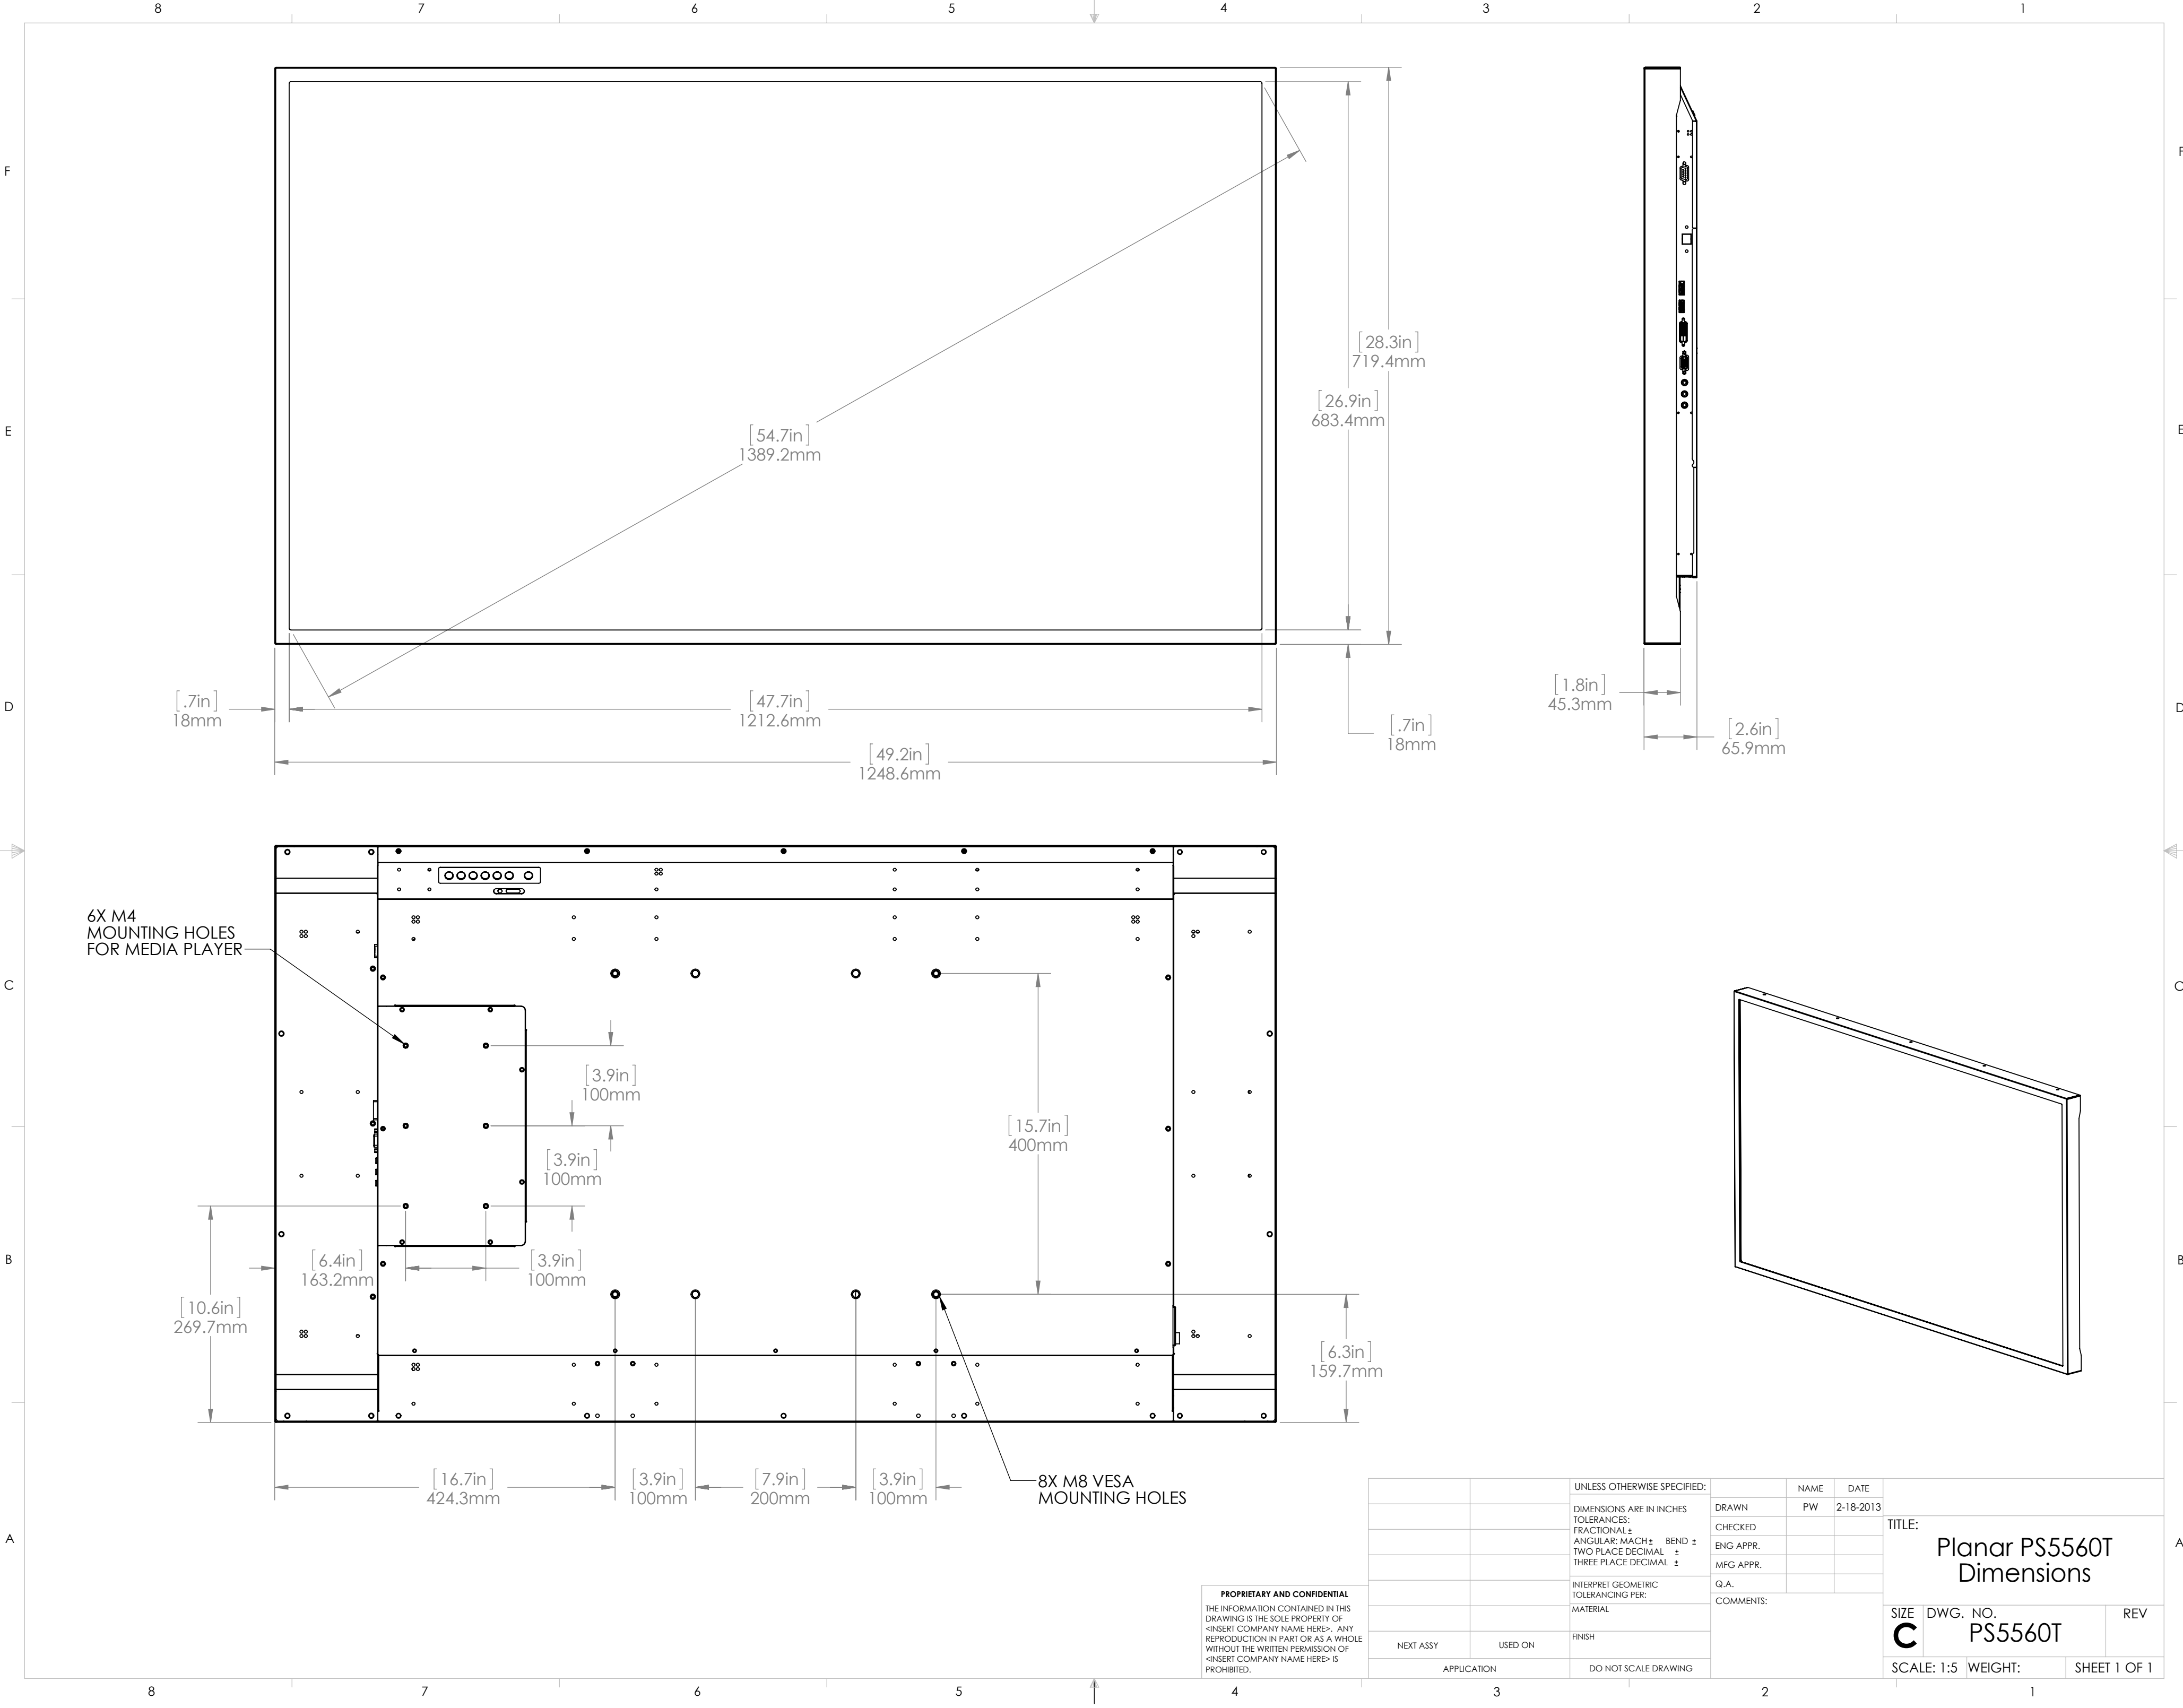 8 7 6 5 4 3 2 1
F
F
[28.3in]
719.4mm
[26.9in]
683.4mm
[54.7in]
1389.2mm
E
E
[.7in]
18mm
[47.7in]
1212.6mm
[49.2in]
1248.6mm
[.7in]
18mm
[1.8in]
45.3mm
[2.6in]
65.9mm
D
D
6X M4
MOUNTING HOLES
FOR MEDIA PLAYER
C
C
[3.9in]
100mm
[15.7in]
400mm
[3.9in]
100mm
[6.4in]
163.2mm
[3.9in]
100mm
B
B
[10.6in]
269.7mm
[6.3in]
159.7mm
[16.7in]
424.3mm
[3.9in]
100mm
[7.9in]
200mm
[3.9in]
100mm
8X M8 VESA
MOUNTING HOLES
A
A
PROPRIETARY AND CONFIDENTIAL
THE INFORMATION CONTAINED IN THIS
DRAWING IS THE SOLE PROPERTY OF
<INSERT COMPANY NAME HERE>. ANY
REPRODUCTION IN PART OR AS A WHOLE
WITHOUT THE WRITTEN PERMISSION OF
<INSERT COMPANY NAME HERE> IS
PROHIBITED.
NEXT ASSY
USED ON
APPLICATION
UNLESS OTHERWISE SPECIFIED:
DIMENSIONS ARE IN INCHES
TOLERANCES:
FRACTIONAL ±
ANGULAR: MACH ± BEND ±
TWO PLACE DECIMAL ±
THREE PLACE DECIMAL ±
INTERPRET GEOMETRIC
TOLERANCING PER:
MATERIAL
FINISH
DO NOT SCALE DRAWING
NAME DATE
DRAWN PW 2-18-2013
CHECKED
ENG APPR.
MFG APPR.
Q.A.
COMMENTS:
TITLE:
Planar PS5560T
Dimensions
SIZE DWG. NO. REV
C PS5560T
SCALE: 1:5 WEIGHT: SHEET 1 OF 1
8 7 6 5 4 3 2 1